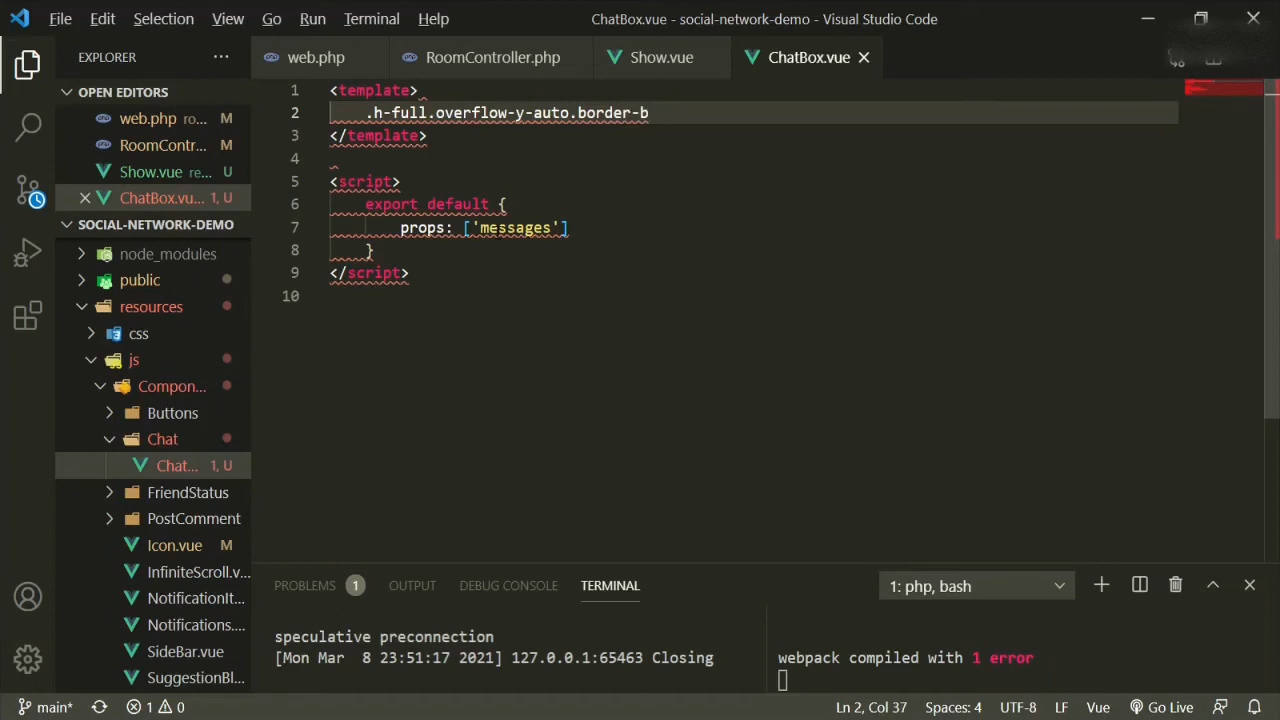 File Edit Selection View Go Run Terminal Help ChatBox.vue - social-network-demo - Visual Studio Code
EXPLORER
web.php RoomController.php Show.vue ChatBox.vue
OPEN EDITORS
web.php ro... M
RoomContr... M
Show.vue re... U
ChatBox.vu... 1, U
SOCIAL-NETWORK-DEMO
node_modules
public
resources
css
js
Compon...
Buttons
Chat
Chat... 1, U
FriendStatus
PostComment
Icon.vue M
InfiniteScroll.v...
NotificationIt...
Notifications....
SideBar.vue
SuggestionBl...
1 <template>
2 .h-full.overflow-y-auto.border-b
3 </template>
4
5 <script>
6 export default {
7 props: ['messages']
8 }
9 </script>
10
PROBLEMS 1 OUTPUT DEBUG CONSOLE TERMINAL 1: php, bash
speculative preconnection
[Mon Mar 8 23:51:17 2021] 127.0.0.1:65463 Closing
webpack compiled with 1 error
main* 1 0 Ln 2, Col 37 Spaces: 4 UTF-8 LF Vue Go Live